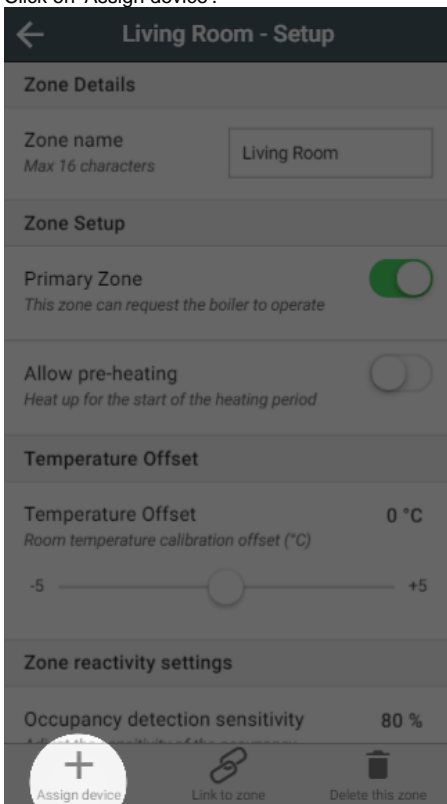 Click on 'Assign device'.
Living Room - Setup
Zone Details
Zone name
Max 16 characters
Living Room
Zone Setup
Primary Zone
This zone can request the boiler to operate
Allow pre-heating
Heat up for the start of the heating period
Temperature Offset
Temperature Offset
0 °C
Room temperature calibration offset (°C)
-5
+5
Zone reactivity settings
Occupancy detection sensitivity
80 %
Assign device
Link to zone
Delete this zone